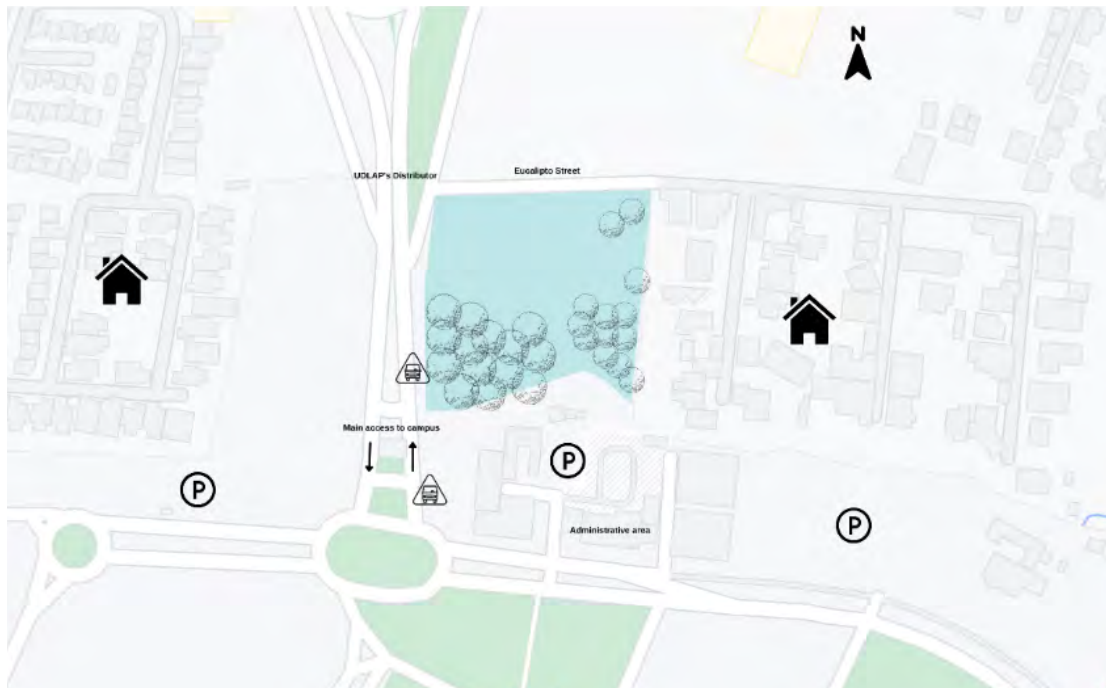 N
Eucalipto Street
UDLAP's Distributor
Main access to campus
P
P
P
Administrative area